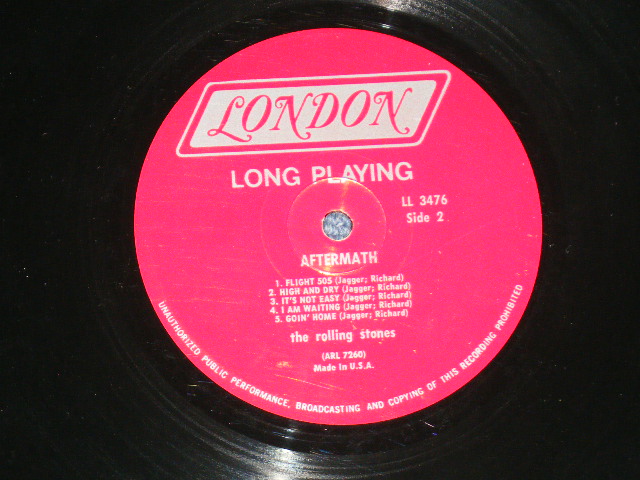 LONDON
LONG PLAYING
LL 3476
Side 2
AFTERMATH
1. FLIGHT 505 (Jagger; Richard)
2. HIGH AND DRY (Jagger; Richard)
3. IT'S NOT EASY (Jagger; Richard)
4. I AM WAITING (Jagger; Richard)
5. GOIN' HOME (Jagger; Richard)
the rolling stones
(ARL 7260)
Made in U.S.A.
UNAUTHORIZED PUBLIC PERFORMANCE, BROADCASTING AND COPYING OF THIS RECORDING PROHIBITED